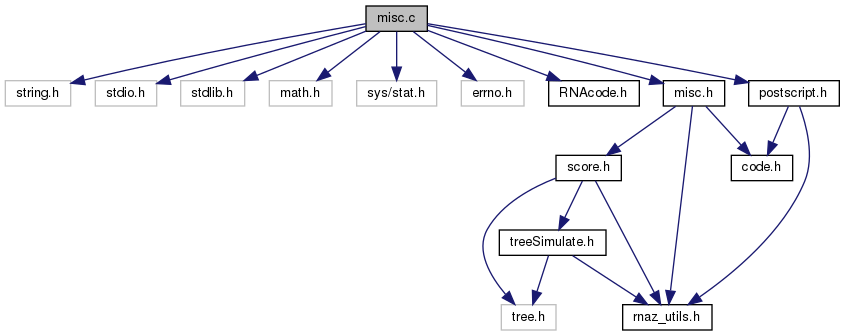 misc.c
string.h
stdio.h
stdlib.h
math.h
sys/stat.h
errno.h
RNAcode.h
misc.h
postscript.h
score.h
code.h
treeSimulate.h
tree.h
rnaz_utils.h